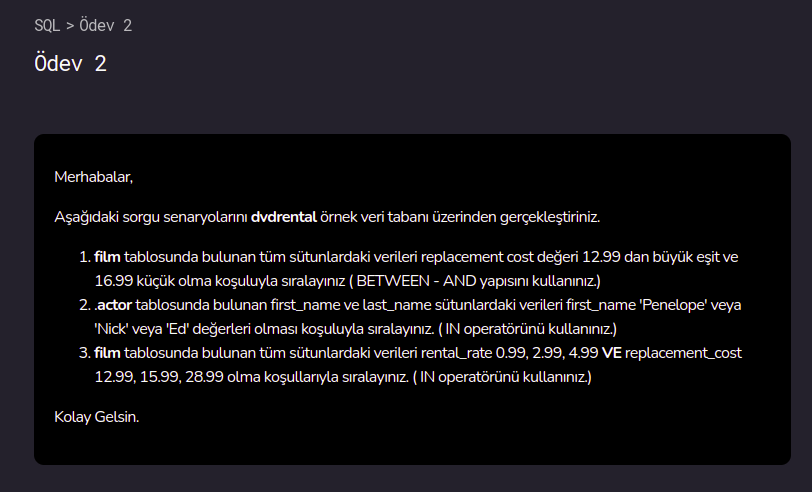 SQL > Ödev 2
Ödev 2
Merhabalar,
Aşağıdaki sorgu senaryolarını dvdrental örnek veri tabanı üzerinden gerçekleştiriniz.
1. film tablosunda bulunan tüm sütunlardaki verileri replacement cost değeri 12.99 dan büyük eşit ve
16.99 küçük olma koşuluyla sıralayınız ( BETWEEN - AND yapısını kullanınız.)
2. .actor tablosunda bulunan first_name ve last_name sütunlardaki verileri first_name 'Penelope' veya
'Nick' veya 'Ed' değerleri olması koşuluyla sıralayınız. ( IN operatörünü kullanınız.)
3. film tablosunda bulunan tüm sütunlardaki verileri rental_rate 0.99, 2.99, 4.99 VE replacement_cost
12.99, 15.99, 28.99 olma koşullarıyla sıralayınız. ( IN operatörünü kullanınız.)
Kolay Gelsin.